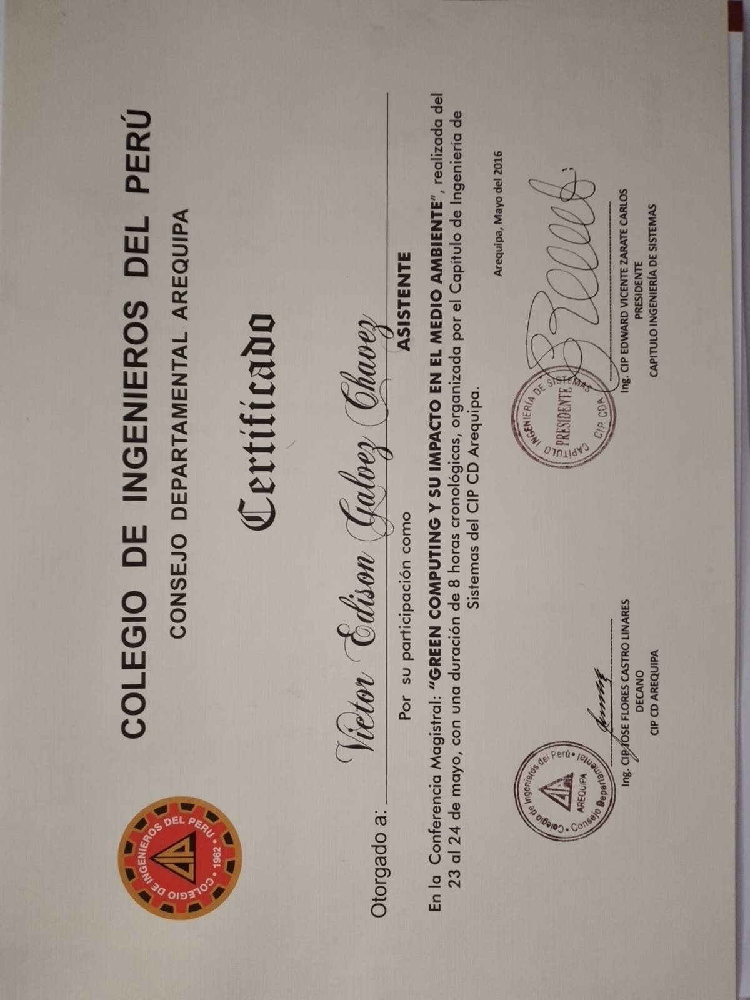 COLEGIO DE INGENIEROS DEL PERÚ
CONSEJO DEPARTAMENTAL AREQUIPA
COLEGIO DE INGENIEROS DEL PERU • 1962 •
Certificado
Otorgado a: Victor Edison Galvez Chavez
Por su participación como ASISTENTE
En la Conferencia Magistral: “GREEN COMPUTING Y SU IMPACTO EN EL MEDIO AMBIENTE”, realizada del
23 al 24 de mayo, con una duración de 8 horas cronológicas, organizada por el Capítulo de Ingeniería de
Sistemas del CIP CD Arequipa.
Arequipa, Mayo del 2016
Colegio de Ingenieros del Perú • Consejo Departamental •
AREQUIPA
Ing. CIP JOSE FLORES CASTRO LINARES
DECANO
CIP CD AREQUIPA
CAPÍTULO INGENIERÍA DE SISTEMAS
PRESIDENTE
CIP. CDA
Ing. CIP EDWARD VICENTE ZARATE CARLOS
PRESIDENTE
CAPITULO INGENIERÍA DE SISTEMAS